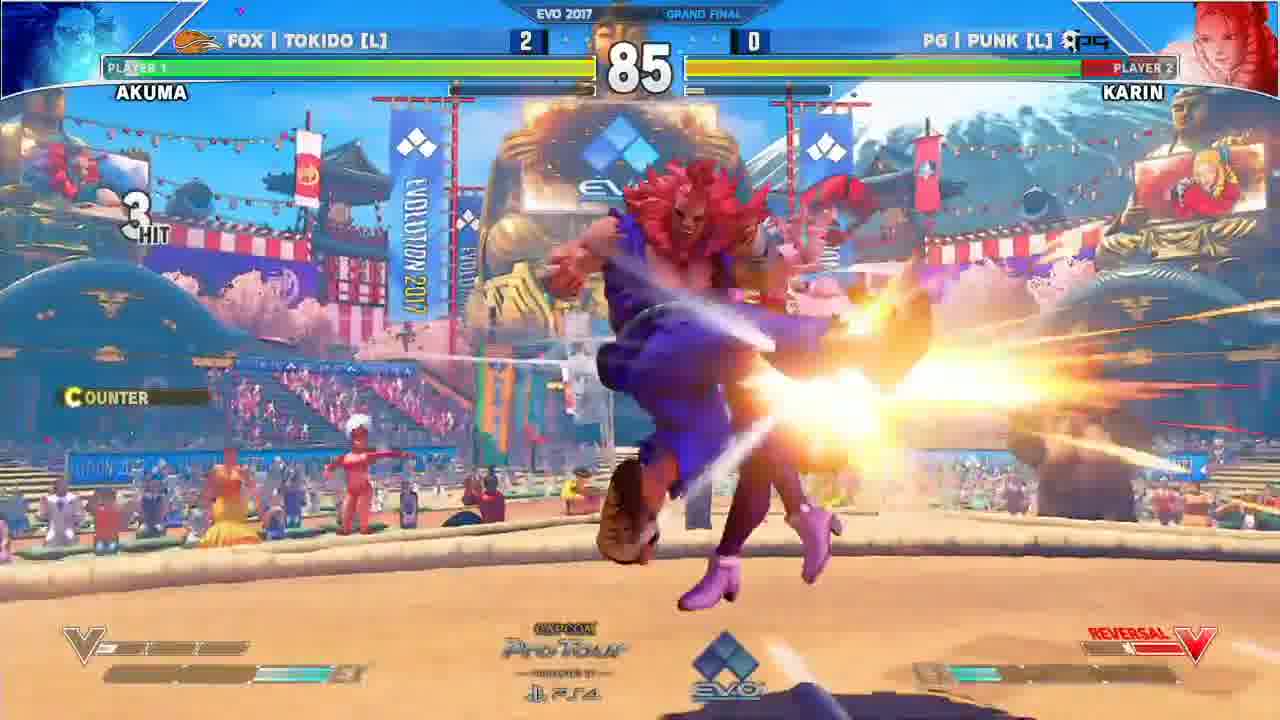 EVO 2017 GRAND FINAL
FOX | TOKIDO [L] 2 0 PG | PUNK [L]
PLAYER 1 85 PLAYER 2
AKUMA KARIN
3
HIT
EVOLUTION 2017
COUNTER
REVERSAL
V V
CAPCOM
Pro Tour
PS4
EVO